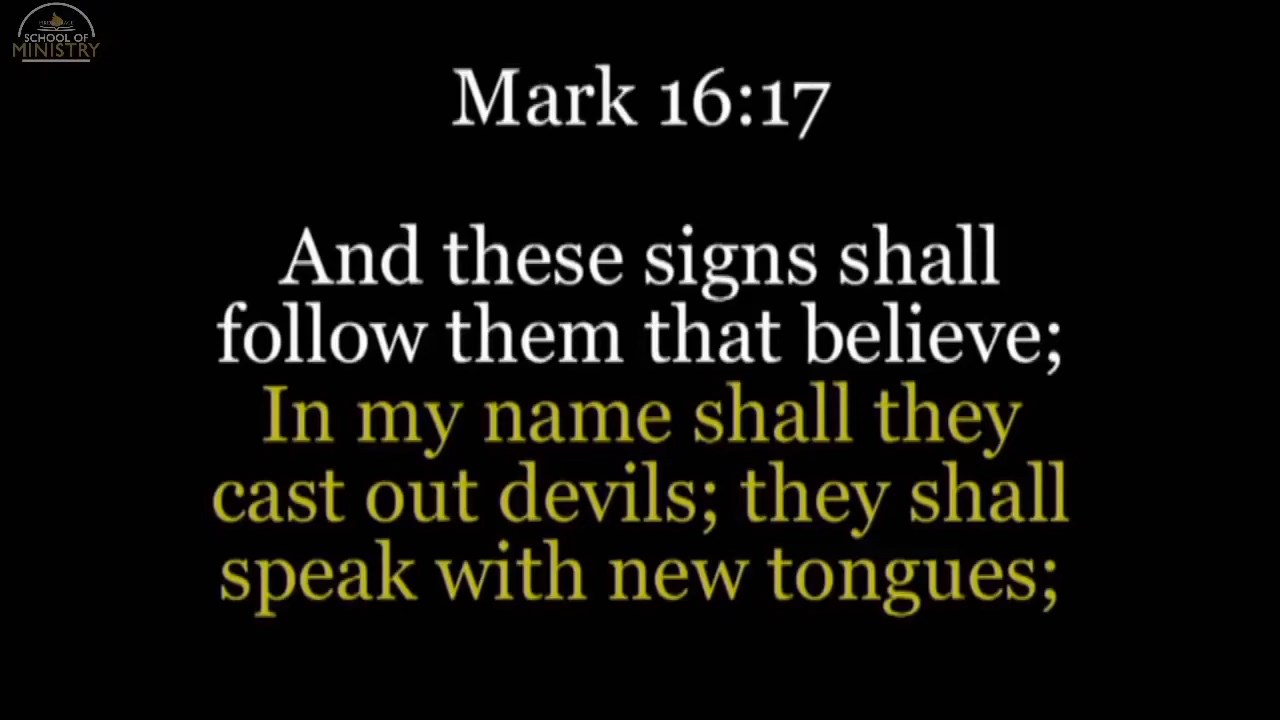 SCHOOL OF
MINISTRY
Mark 16:17
And these signs shall
follow them that believe;
In my name shall they
cast out devils; they shall
speak with new tongues;